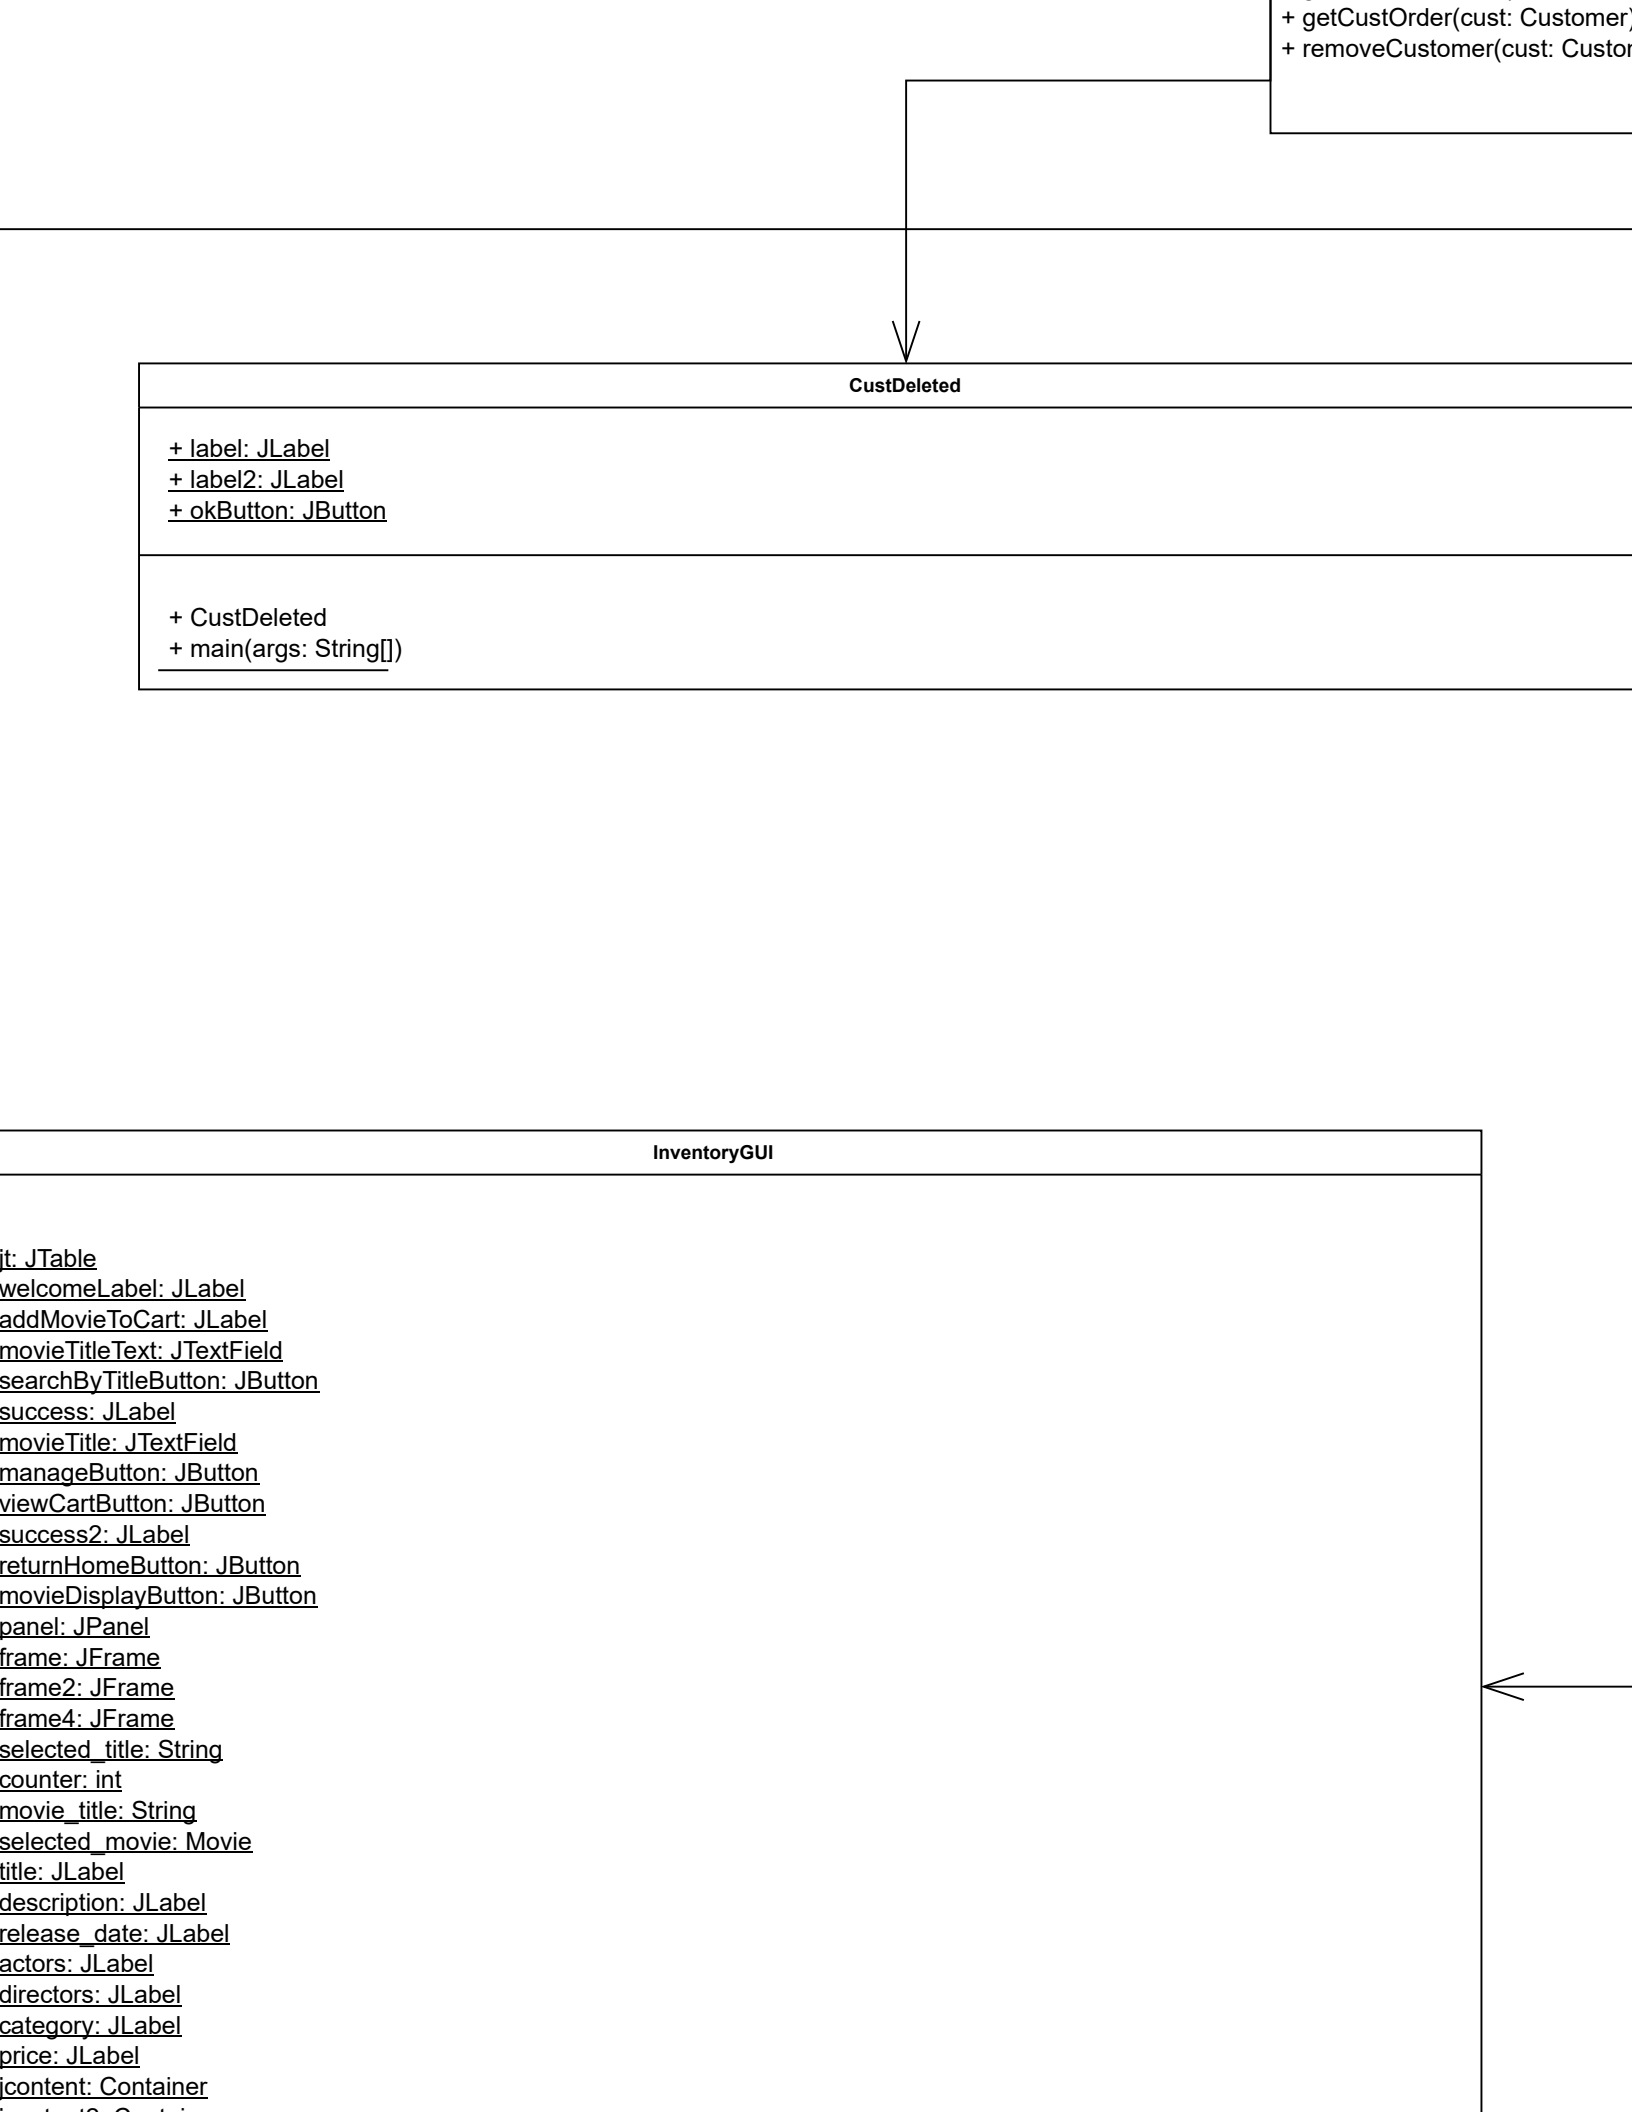 + getCustOrder(cust: Customer)
+ removeCustomer(cust:
CustDeleted
+ label: JLabel
+ label2: JLabel
+ okButton: JButton
+ CustDeleted
+ main(args: String[])
InventoryGUI
jt: JTable
welcomeLabel: JLabel
addMovieToCart: JLabel
movieTitleText: JTextField
searchByTitleButton: JButton
success: JLabel
movieTitle: JTextField
manageButton: JButton
viewCartButton: JButton
success2: JLabel
returnHomeButton: JButton
movieDisplayButton: JButton
panel: JPanel
frame: JFrame
frame2: JFrame
frame4: JFrame
selected_title: String
counter: int
movie_title: String
selected_movie: Movie
title: JLabel
description: JLabel
release_date: JLabel
actors: JLabel
directors: JLabel
category: JLabel
price: JLabel
jcontent: Container